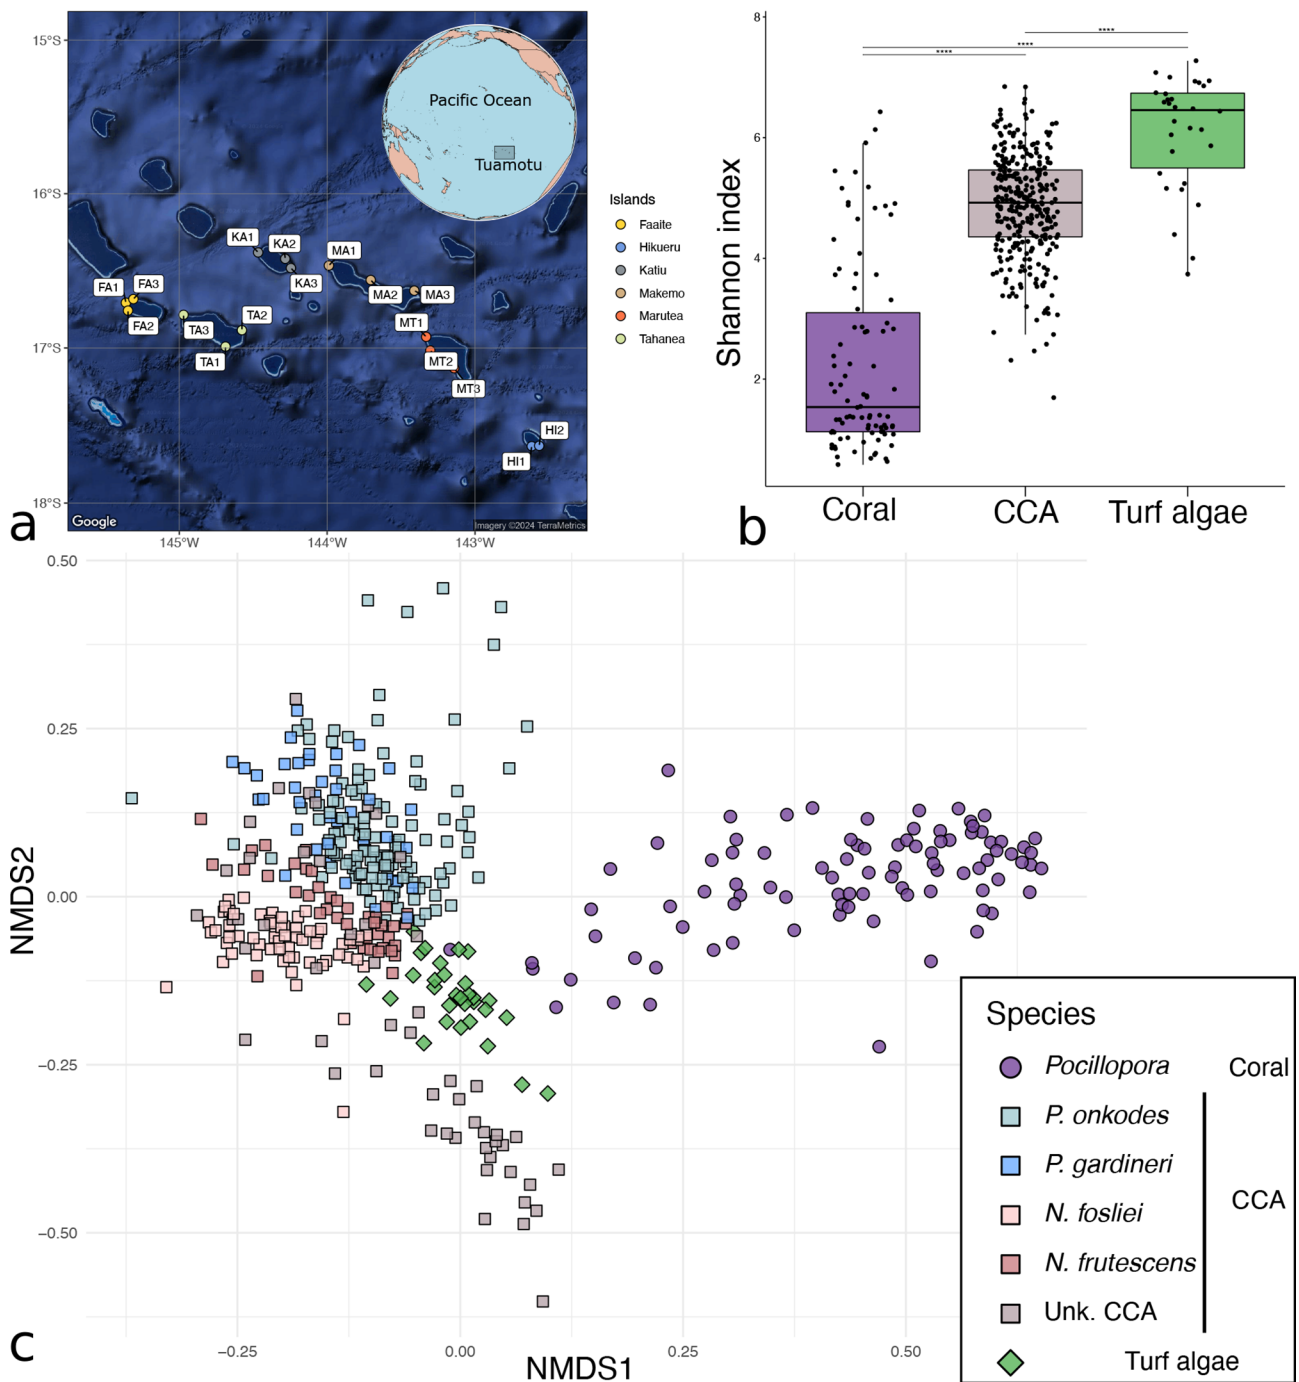 15°S
16°S
17°S
18°S
145°W
144°W
143°W
Pacific Ocean
Tuamotu
KA1
KA2
KA3
MA1
MA2
MA3
FA1
FA3
FA2
TA3
TA2
TA1
MT1
MT2
MT3
HI2
HI1
Google
Imagery ©2024 TerraMetrics
a
Islands
Faaite
Hikueru
Katiu
Makemo
Marutea
Tahanea
Shannon index
8
6
4
2
****
****
****
Coral
CCA
Turf algae
b
NMDS2
0.50
0.25
0.00
−0.25
−0.50
−0.25
0.00
0.25
0.50
NMDS1
c
Species
Pocillopora Coral
P. onkodes
P. gardineri
CCA
N. fosliei
N. frutescens
Unk. CCA
Turf algae